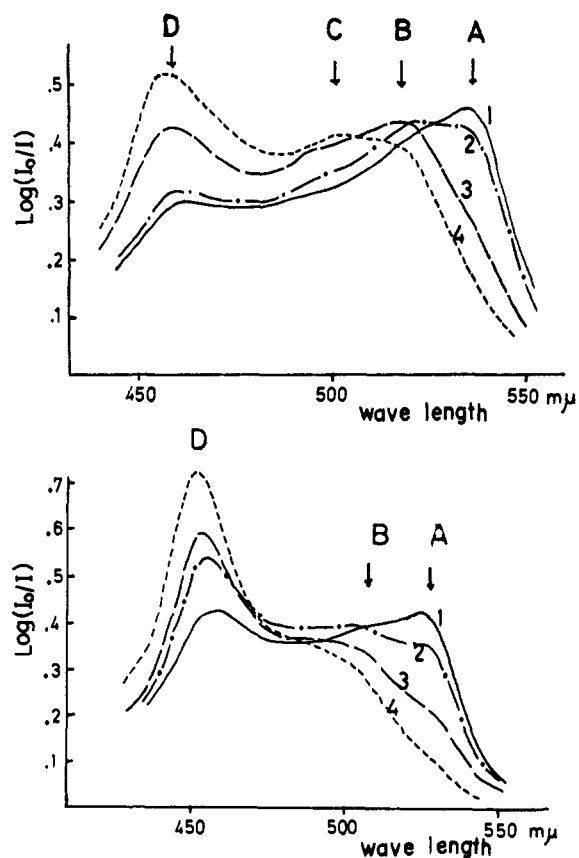 D C B A
.5
.4
.3
.2
.1
Log(I₀/I)
1
2
3
4
450 500 550 mμ
wave length
D
B A
.7
.6
.5
.4
.3
.2
.1
Log(I₀/I)
1
2
3
4
450 500 550
wave length mμ